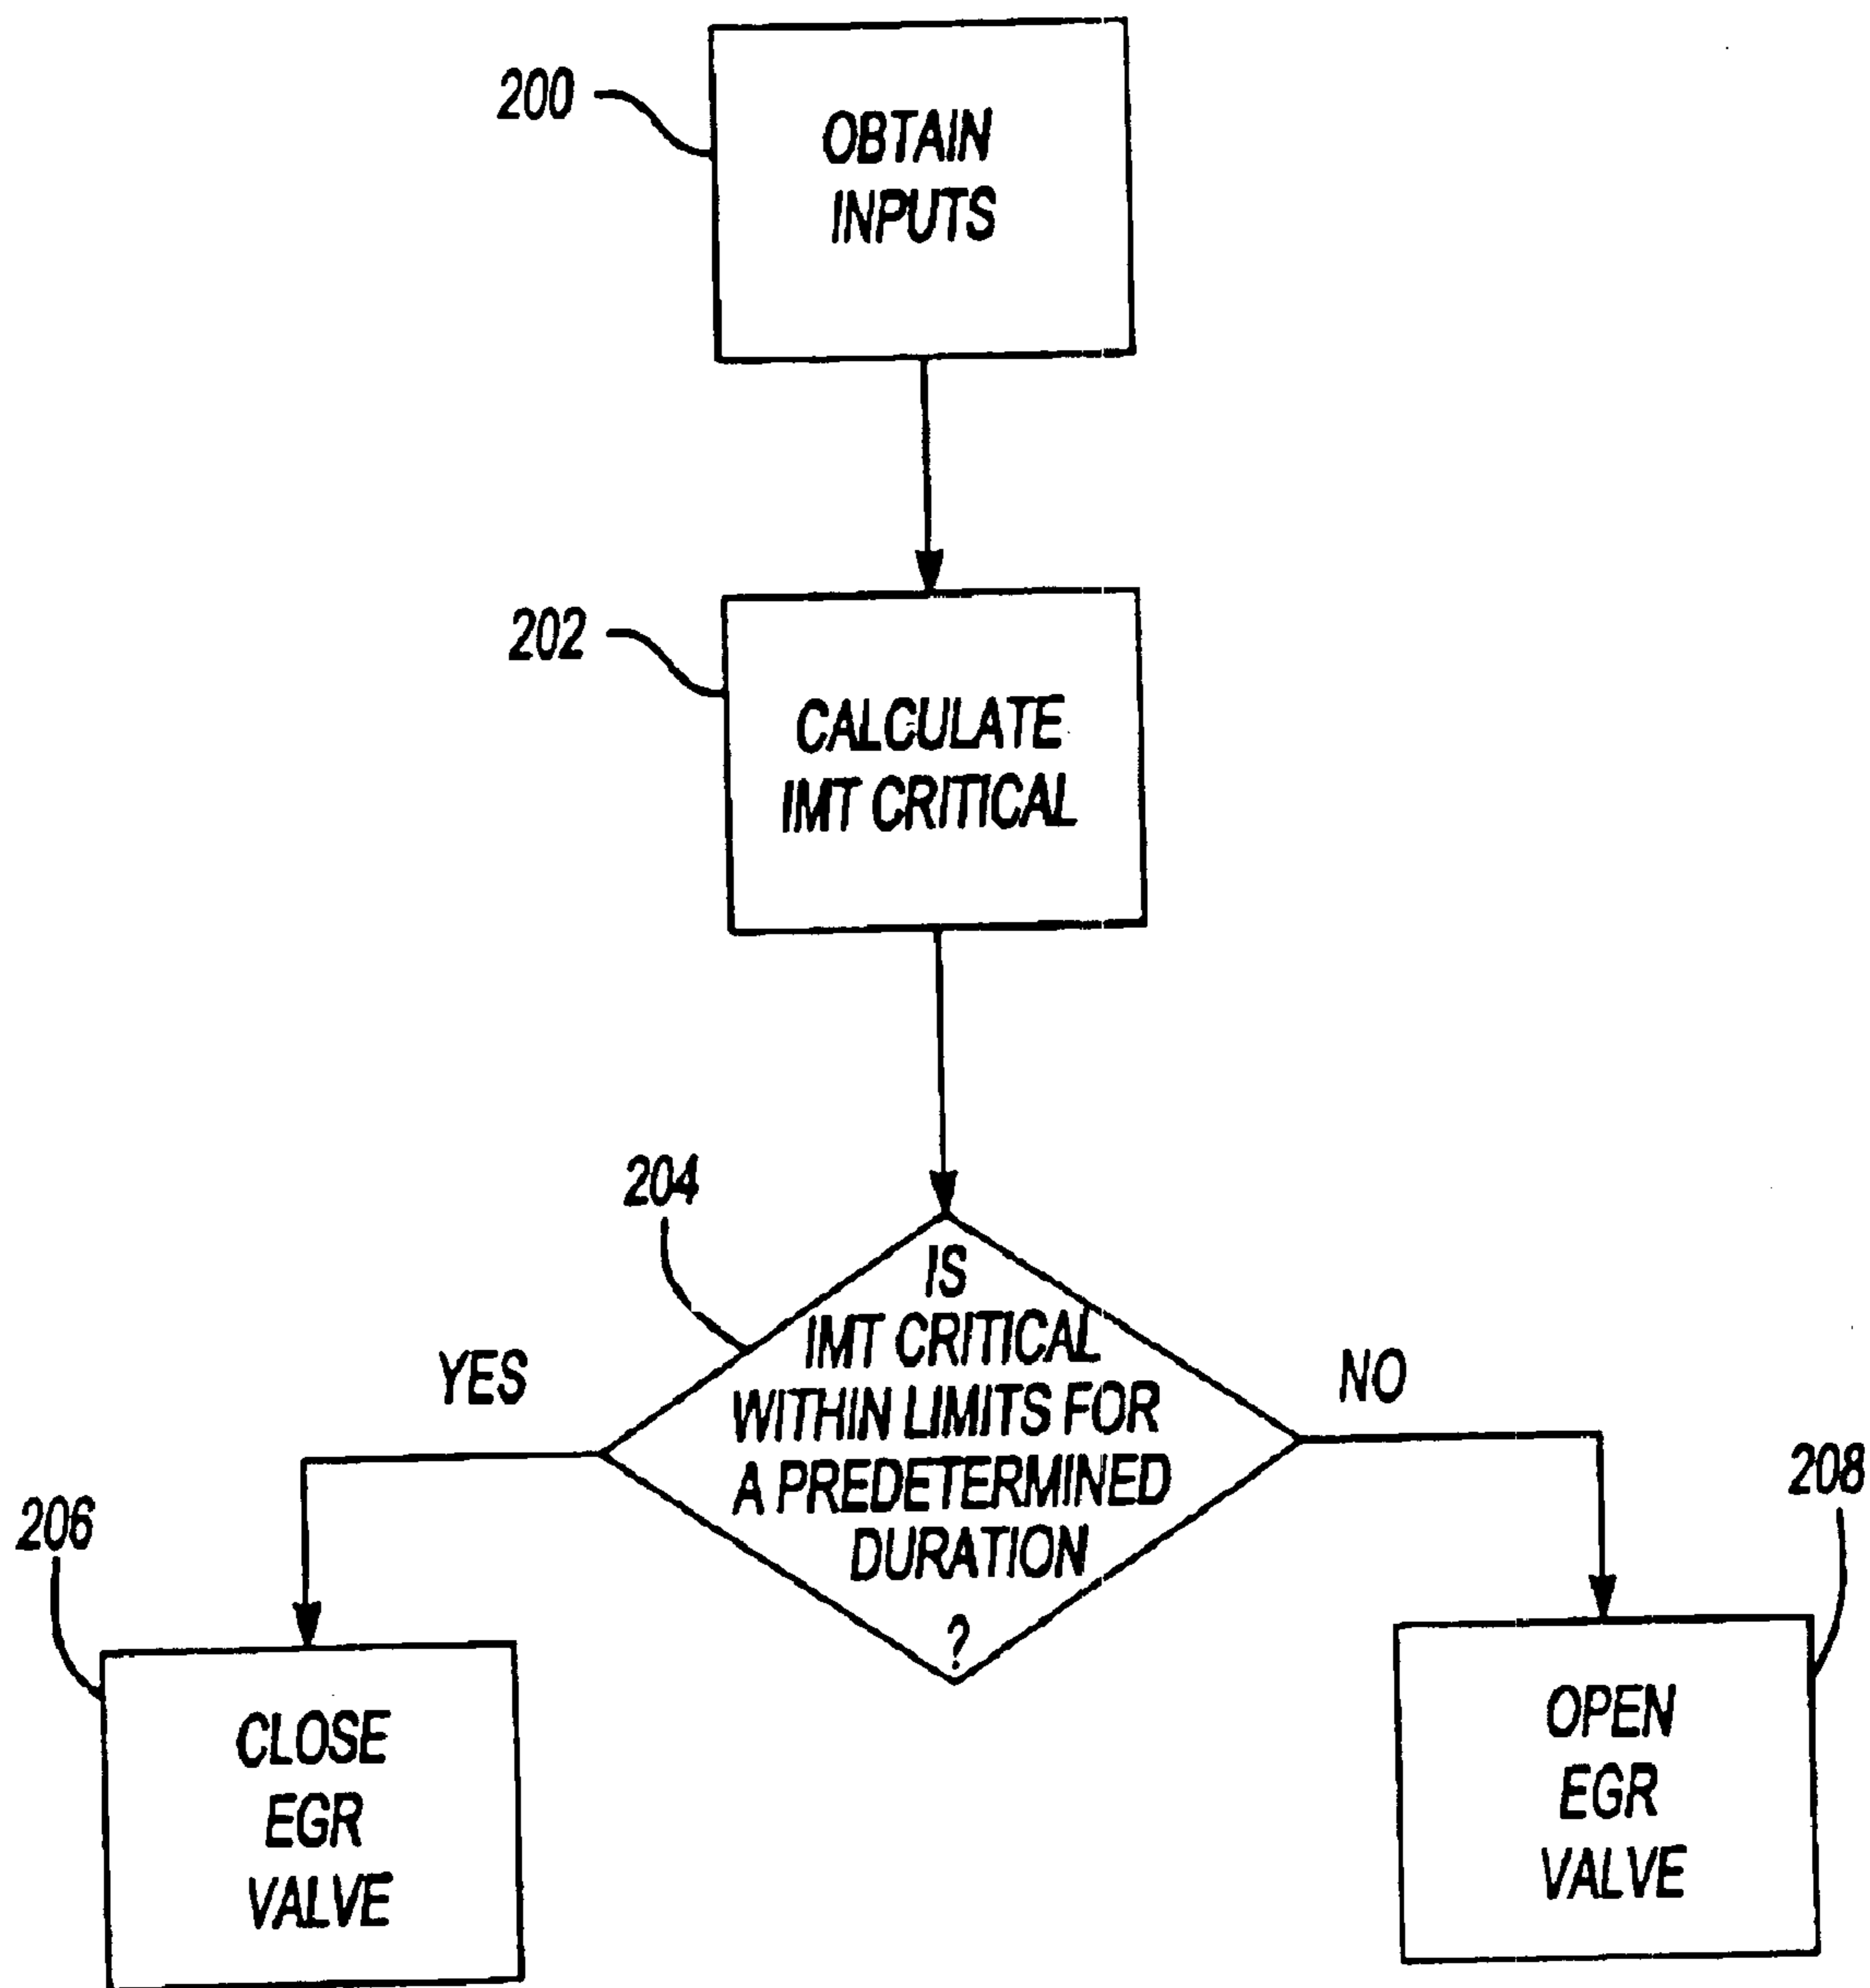 200
OBTAIN
INPUTS
202
CALCULATE
IMT CRITICAL
204
IS
IMT CRITICAL
WITHIN LIMITS FOR
A PREDETERMINED
DURATION
?
YES
NO
206
CLOSE
EGR
VALVE
208
OPEN
EGR
VALVE